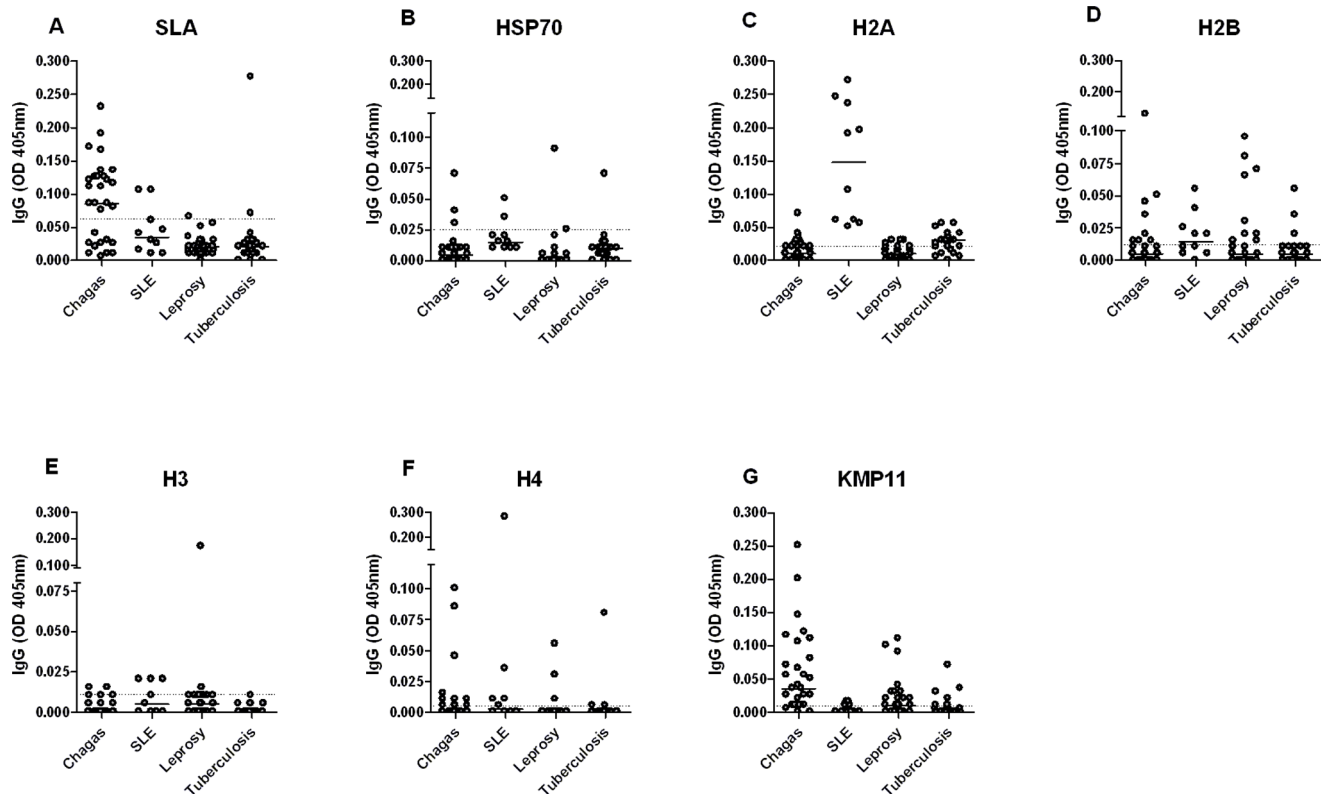 A SLA
IgG (OD 405nm)
0.300
0.250
0.200
0.150
0.100
0.050
0.000
Chagas
SLE
Leprosy
Tuberculosis
B HSP70
IgG (OD 405nm)
0.300
0.200
0.100
0.075
0.050
0.025
0.000
Chagas
SLE
Leprosy
Tuberculosis
C H2A
IgG (OD 405nm)
0.300
0.250
0.200
0.150
0.100
0.050
0.000
Chagas
SLE
Leprosy
Tuberculosis
D H2B
IgG (OD 405nm)
0.300
0.200
0.100
0.075
0.050
0.025
0.000
Chagas
SLE
Leprosy
Tuberculosis
E H3
IgG (OD 405nm)
0.300
0.200
0.100
0.075
0.050
0.025
0.000
Chagas
SLE
Leprosy
Tuberculosis
F H4
IgG (OD 405nm)
0.300
0.200
0.100
0.075
0.050
0.025
0.000
Chagas
SLE
Leprosy
Tuberculosis
G KMP11
IgG (OD 405nm)
0.300
0.250
0.200
0.150
0.100
0.050
0.000
Chagas
SLE
Leprosy
Tuberculosis